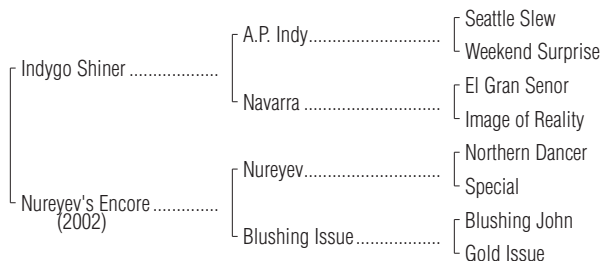 Seattle Slew
A.P. Indy..............................
Weekend Surprise
Indygo Shiner ....................
El Gran Senor
Navarra ...............................
Image of Reality
Northern Dancer
Nureyev...............................
Special
Nureyev's Encore ...............
(2002)
Blushing John
Blushing Issue...................
Gold Issue